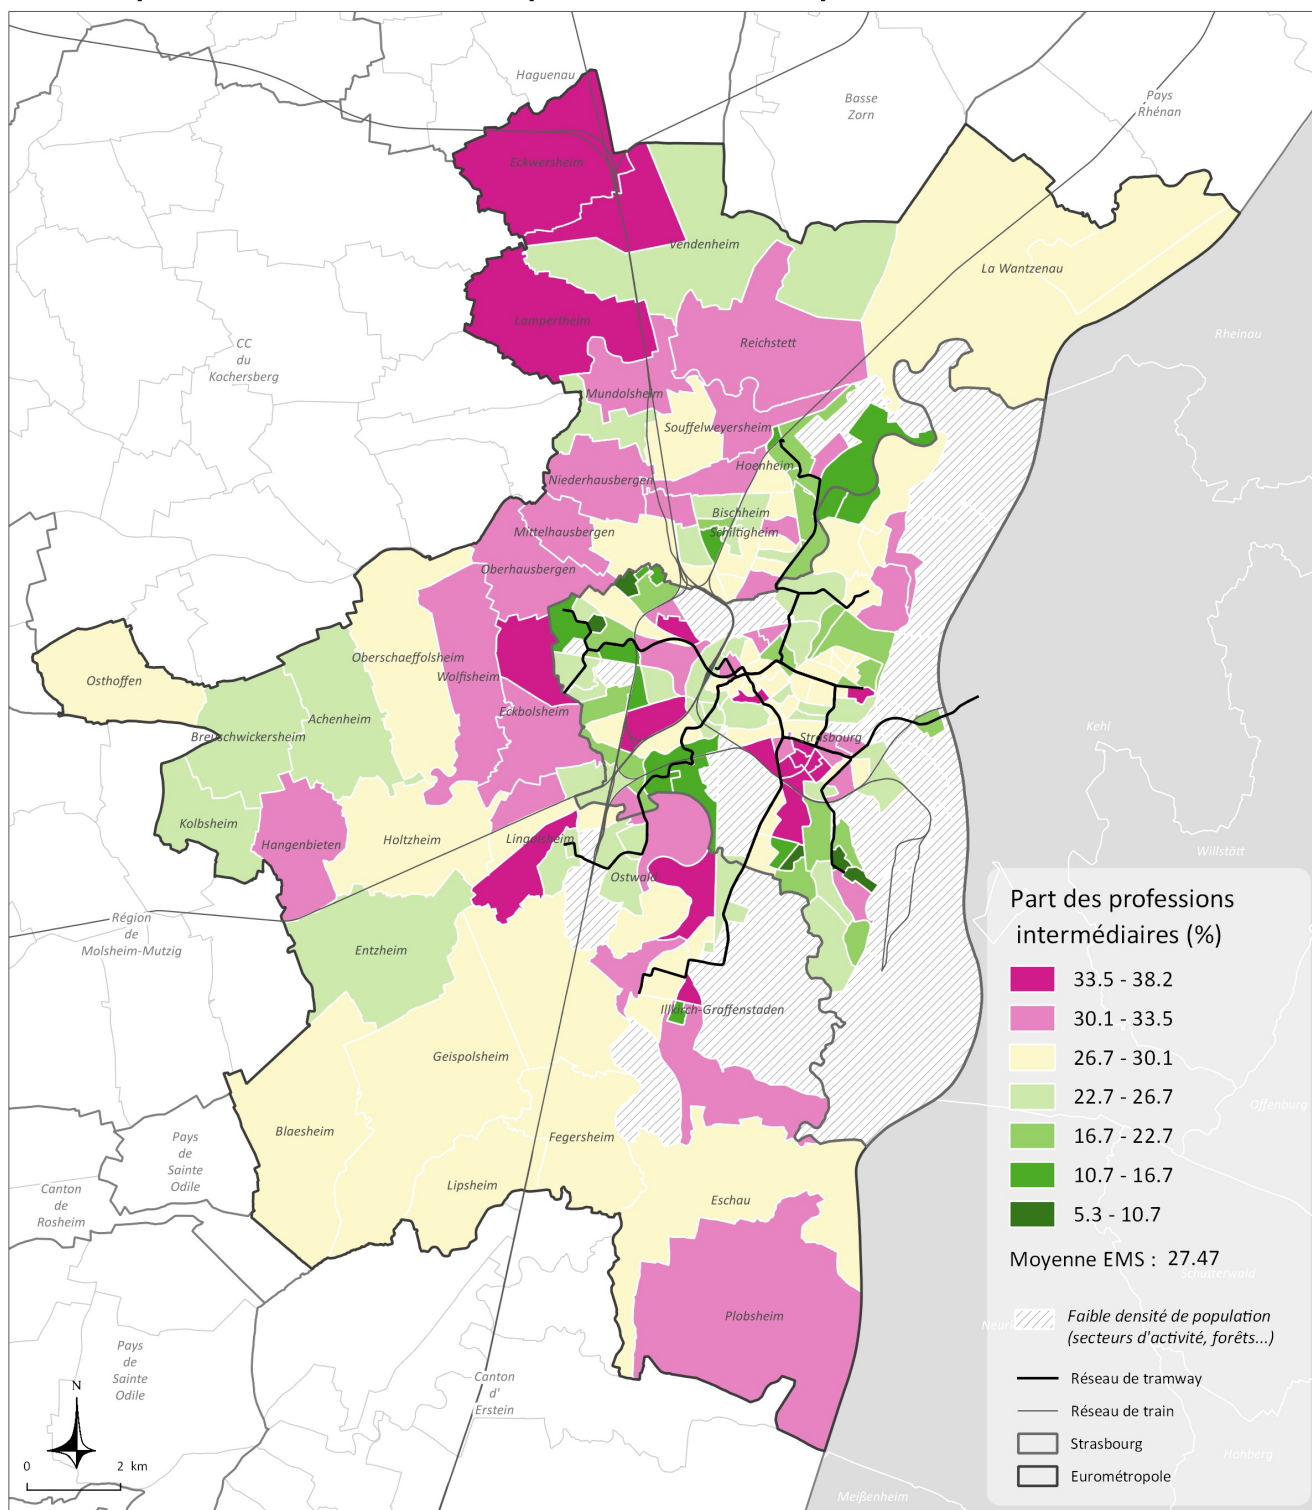 Haguenau
Basse
Zorn
Pays
Rhénan
Eckwersheim
Vendenheim
La Wantzenau
Lampertheim
Rheinau
CC
du
Kochersberg
Reichstett
Mundolsheim
Souffelweyersheim
Hoenheim
Niederhausbergen
Bischheim
Mittelhausbergen
Schiltigheim
Oberhausbergen
Oberschaeffolsheim
Wolfisheim
Osthoffen
Achenheim
Eckbolsheim
Breuschwickersheim
Strasbourg
Kehl
Kolbsheim
Hangenbieten
Holtzheim
Lingolsheim
Willstätt
Ostwald
Région
de
Molsheim-Mutzig
Entzheim
Illkirch-Graffenstaden
Geispolsheim
Offenburg
Blaesheim
Fegersheim
Pays
de
Sainte
Odile
Lipsheim
Eschau
Canton
de
Rosheim
Plobsheim
Pays
de
Sainte
Odile
Canton
d'
Erstein
Part des professions
intermédiaires (%)
33.5 - 38.2
30.1 - 33.5
26.7 - 30.1
22.7 - 26.7
16.7 - 22.7
10.7 - 16.7
5.3 - 10.7
Moyenne EMS : 27.47
Schutterwald
Faible densité de population
(secteurs d'activité, forêts...)
Réseau de tramway
Réseau de train
Strasbourg
Eurométropole
Hohberg
Meißenheim
N
0 2 km